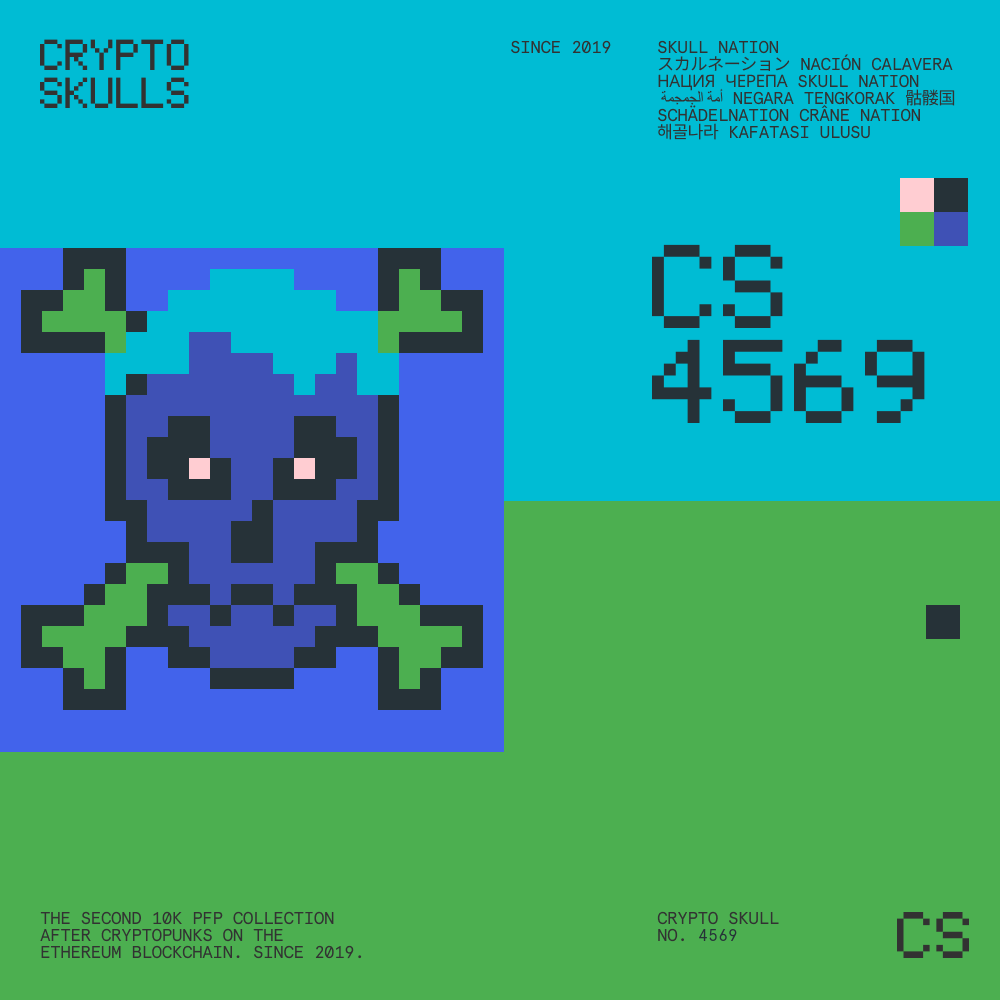 CRYPTO
SKULLS
SINCE 2019
SKULL NATION
スカルネーション NACIÓN CALAVERA
НАЦИЯ ЧЕРЕПА SKULL NATION
أمة الجمجمة NEGARA TENGKORAK 骷髅国
SCHÄDELNATION CRÂNE NATION
해골나라 KAFATASI ULUSU
CS
4569
THE SECOND 10K PFP COLLECTION
AFTER CRYPTOPUNKS ON THE
ETHEREUM BLOCKCHAIN. SINCE 2019.
CRYPTO SKULL
NO. 4569
CS